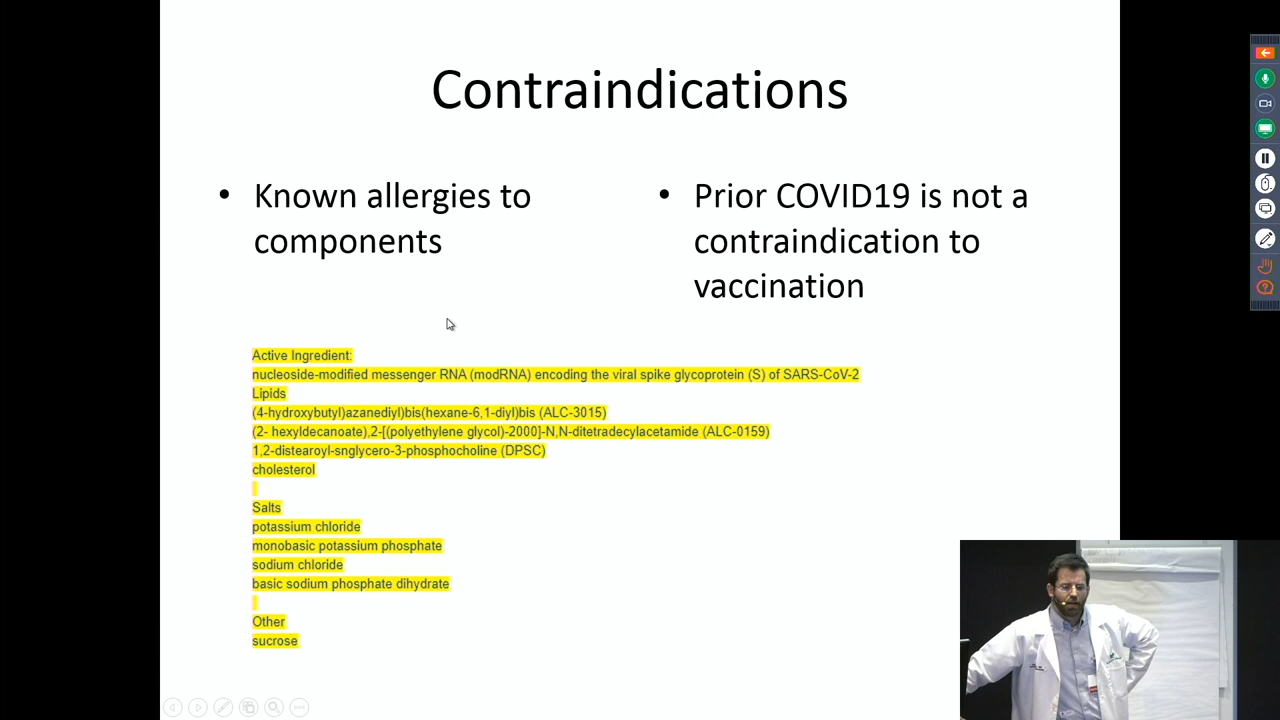 Contraindications
• Known allergies to
components
• Prior COVID19 is not a
contraindication to
vaccination
Active Ingredient:
nucleoside-modified messenger RNA (modRNA) encoding the viral spike glycoprotein (S) of SARS-CoV-2
Lipids
(4-hydroxybutyl)azanediyl)bis(hexane-6,1-diyl)bis (ALC-3015)
(2- hexyldecanoate),2-[(polyethylene glycol)-2000]-N,N-ditetradecylacetamide (ALC-0159)
1,2-distearoyl-snglycero-3-phosphocholine (DPSC)
cholesterol
Salts
potassium chloride
monobasic potassium phosphate
sodium chloride
basic sodium phosphate dihydrate
Other
sucrose